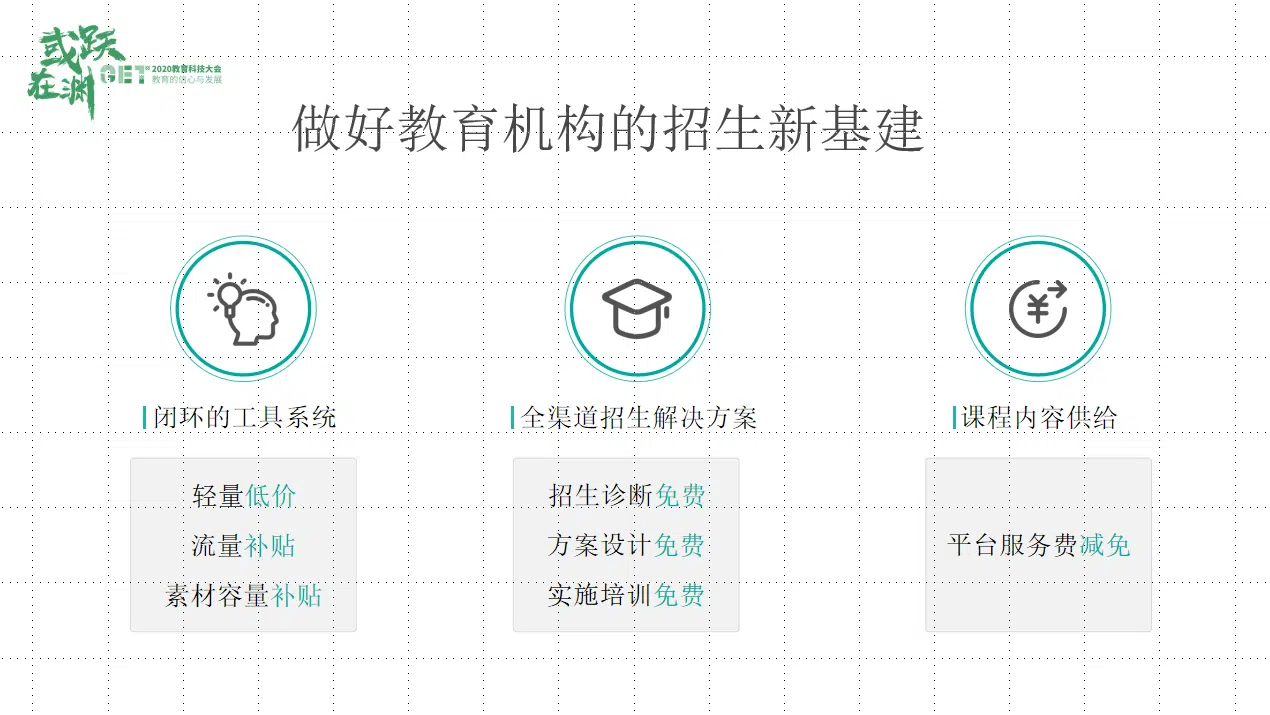 或跃
在渊
GET® 2020教育科技大会
教育的信心与发展
做好教育机构的招生新基建
¥
闭环的工具系统
全渠道招生解决方案
课程内容供给
轻量低价
流量补贴
素材容量补贴
招生诊断免费
方案设计免费
实施培训免费
平台服务费减免